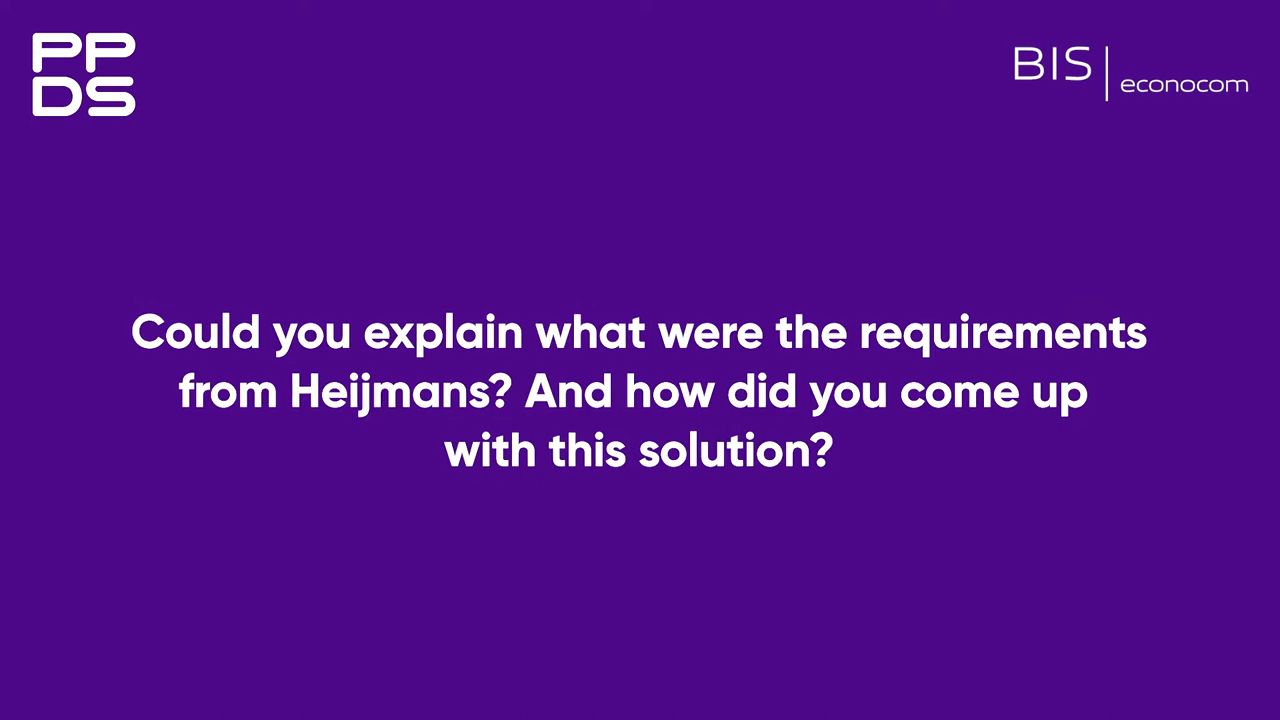 PP
DS
BIS
econocom
Could you explain what were the requirements
from Heijmans? And how did you come up
with this solution?